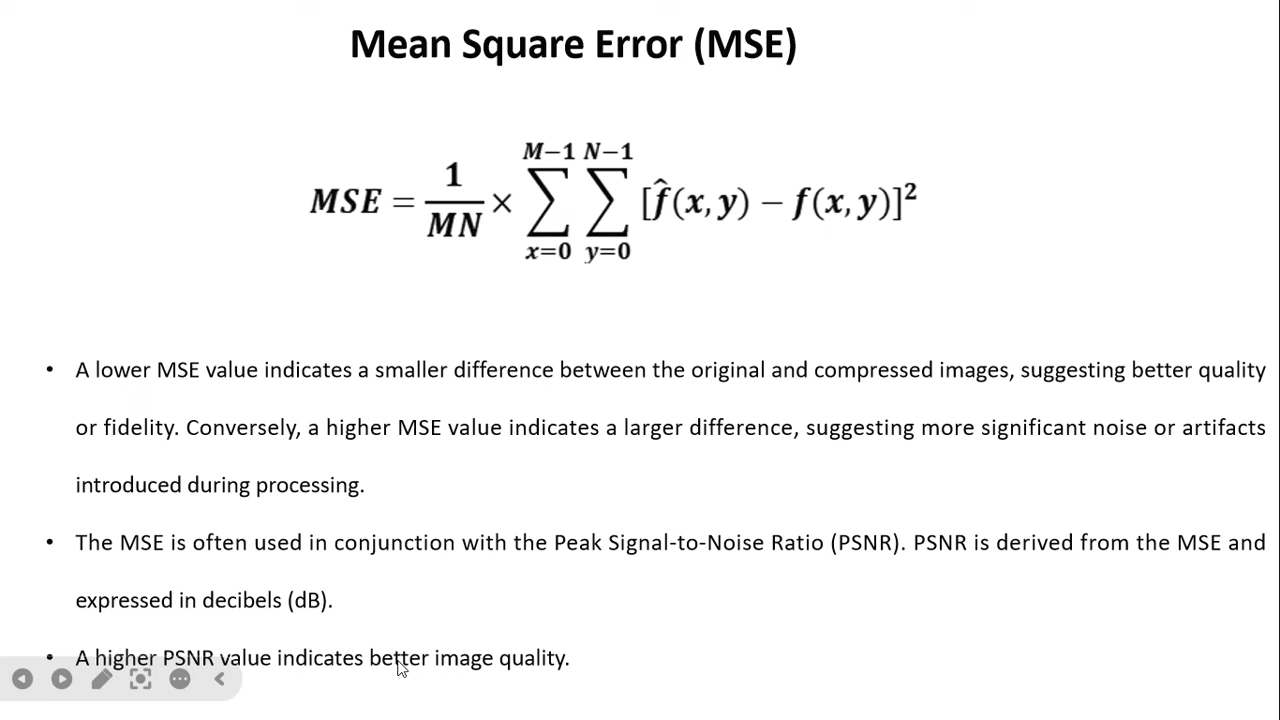 Mean Square Error (MSE)
MSE = 1/MN × ∑_{x=0}^{M−1} ∑_{y=0}^{N−1} [f̂(x, y) − f(x, y)]²
• A lower MSE value indicates a smaller difference between the original and compressed images, suggesting better quality
or fidelity. Conversely, a higher MSE value indicates a larger difference, suggesting more significant noise or artifacts
introduced during processing.
• The MSE is often used in conjunction with the Peak Signal-to-Noise Ratio (PSNR). PSNR is derived from the MSE and
expressed in decibels (dB).
• A higher PSNR value indicates better image quality.